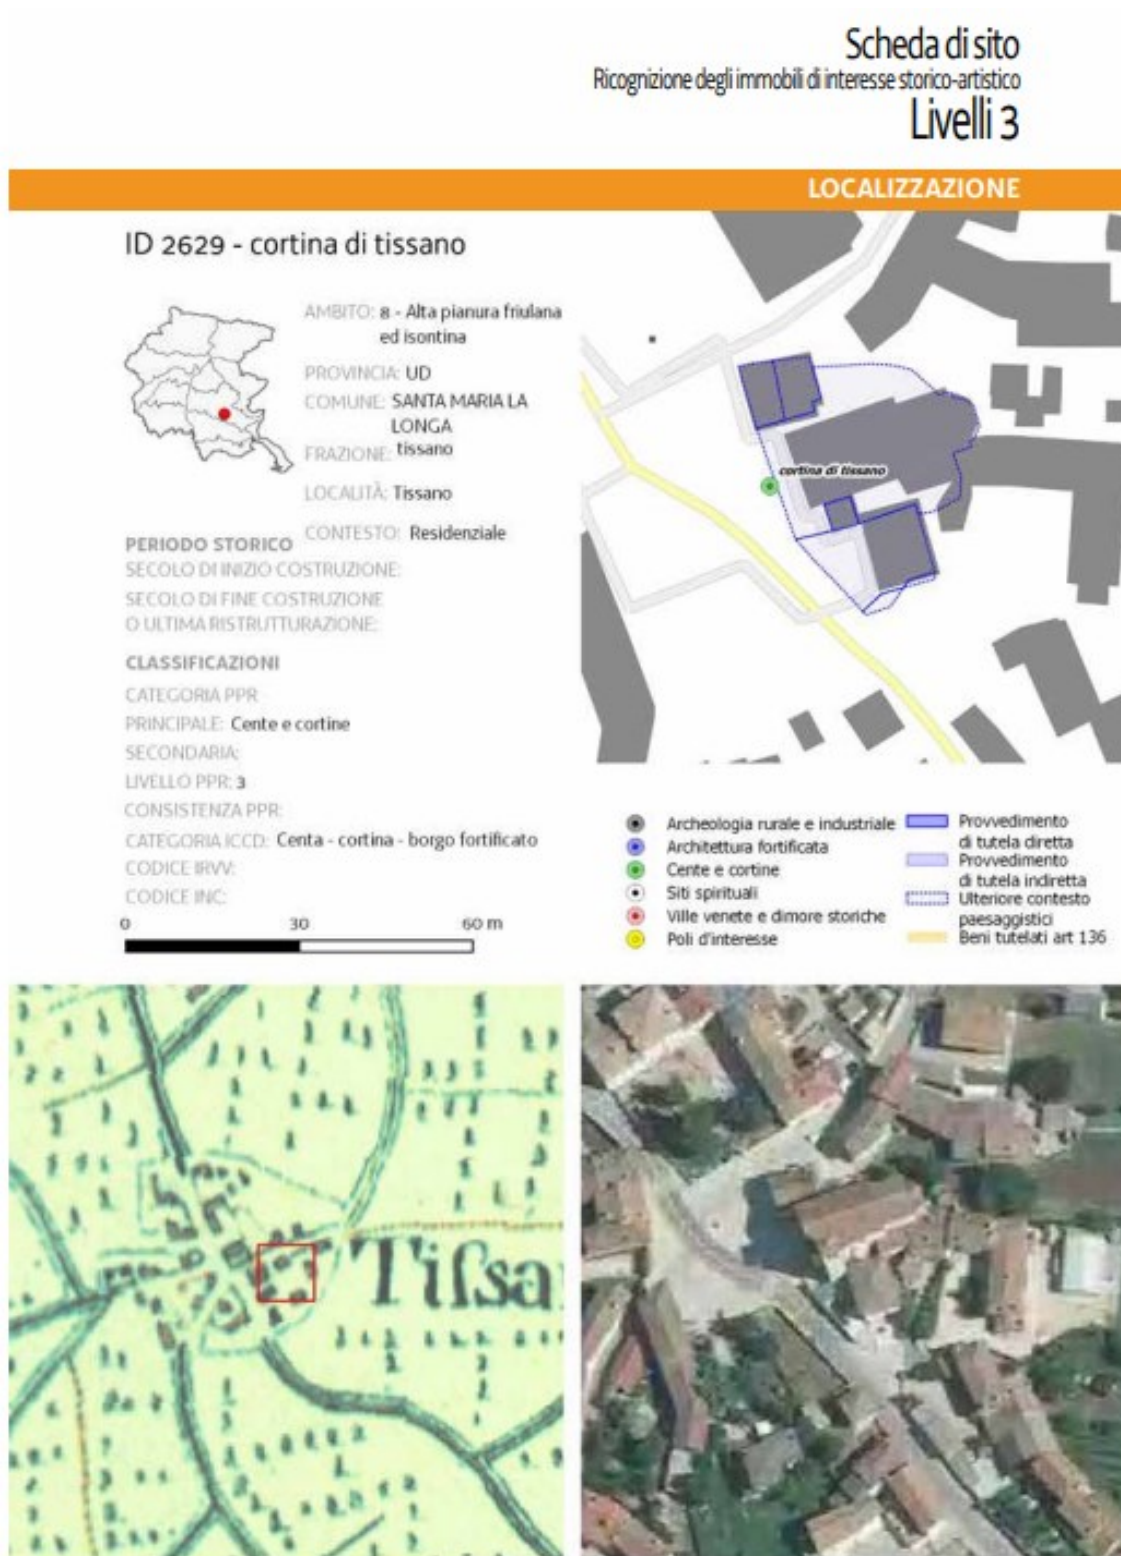 Scheda di sito
Ricognizione degli immobili di interesse storico-artistico
Livelli 3
LOCALIZZAZIONE
ID 2629 - cortina di tissano
AMBITO: 8 - Alta pianura friulana
ed isontina
PROVINCIA: UD
COMUNE: SANTA MARIA LA
LONGA
FRAZIONE: tissano
LOCALITÀ: Tissano
CONTESTO: Residenziale
PERIODO STORICO
SECOLO DI INIZIO COSTRUZIONE:
SECOLO DI FINE COSTRUZIONE
O ULTIMA RISTRUTTURAZIONE:
CLASSIFICAZIONI
CATEGORIA PPR
PRINCIPALE: Cente e cortine
SECONDARIA:
LIVELLO PPR: 3
CONSISTENZA PPR:
CATEGORIA ICCD: Centa - cortina - borgo fortificato
CODICE IRVV:
CODICE INC:
0 30 60 m
cortina di tissano
Archeologia rurale e industriale
Architettura fortificata
Cente e cortine
Siti spirituali
Ville venete e dimore storiche
Poli d'interesse
Provvedimento
di tutela diretta
Provvedimento
di tutela indiretta
Ulteriore contesto
paesaggistici
Beni tutelati art 136
Tiſsa